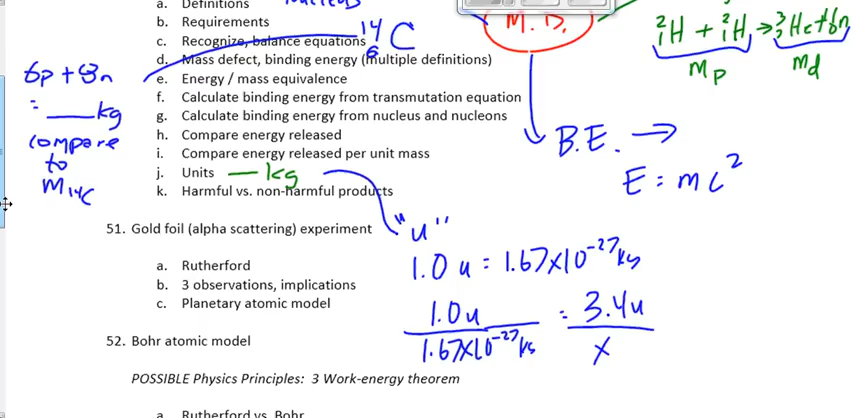 a. Definitions
nucleus
b. Requirements
c. Recognize, balance equations
14
6 C
d. Mass defect, binding energy (multiple definitions)
e. Energy / mass equivalence
f. Calculate binding energy from transmutation equation
g. Calculate binding energy from nucleus and nucleons
h. Compare energy released
i. Compare energy released per unit mass
j. Units — kg
k. Harmful vs. non-harmful products
6p + 8n
= ___ kg
compare
to
M14C
M.D.
²₁H + ²₁H → ³₂He + ¹₀n
mp
md
B.E. →
E = mc²
51. Gold foil (alpha scattering) experiment
a. Rutherford
b. 3 observations, implications
c. Planetary atomic model
"u"
1.0 u = 1.67 x 10⁻²⁷ kg
1.0 u / 1.67 x 10⁻²⁷ kg = 3.4 u / x
52. Bohr atomic model
POSSIBLE Physics Principles: 3 Work-energy theorem
a. Rutherford vs. Bohr